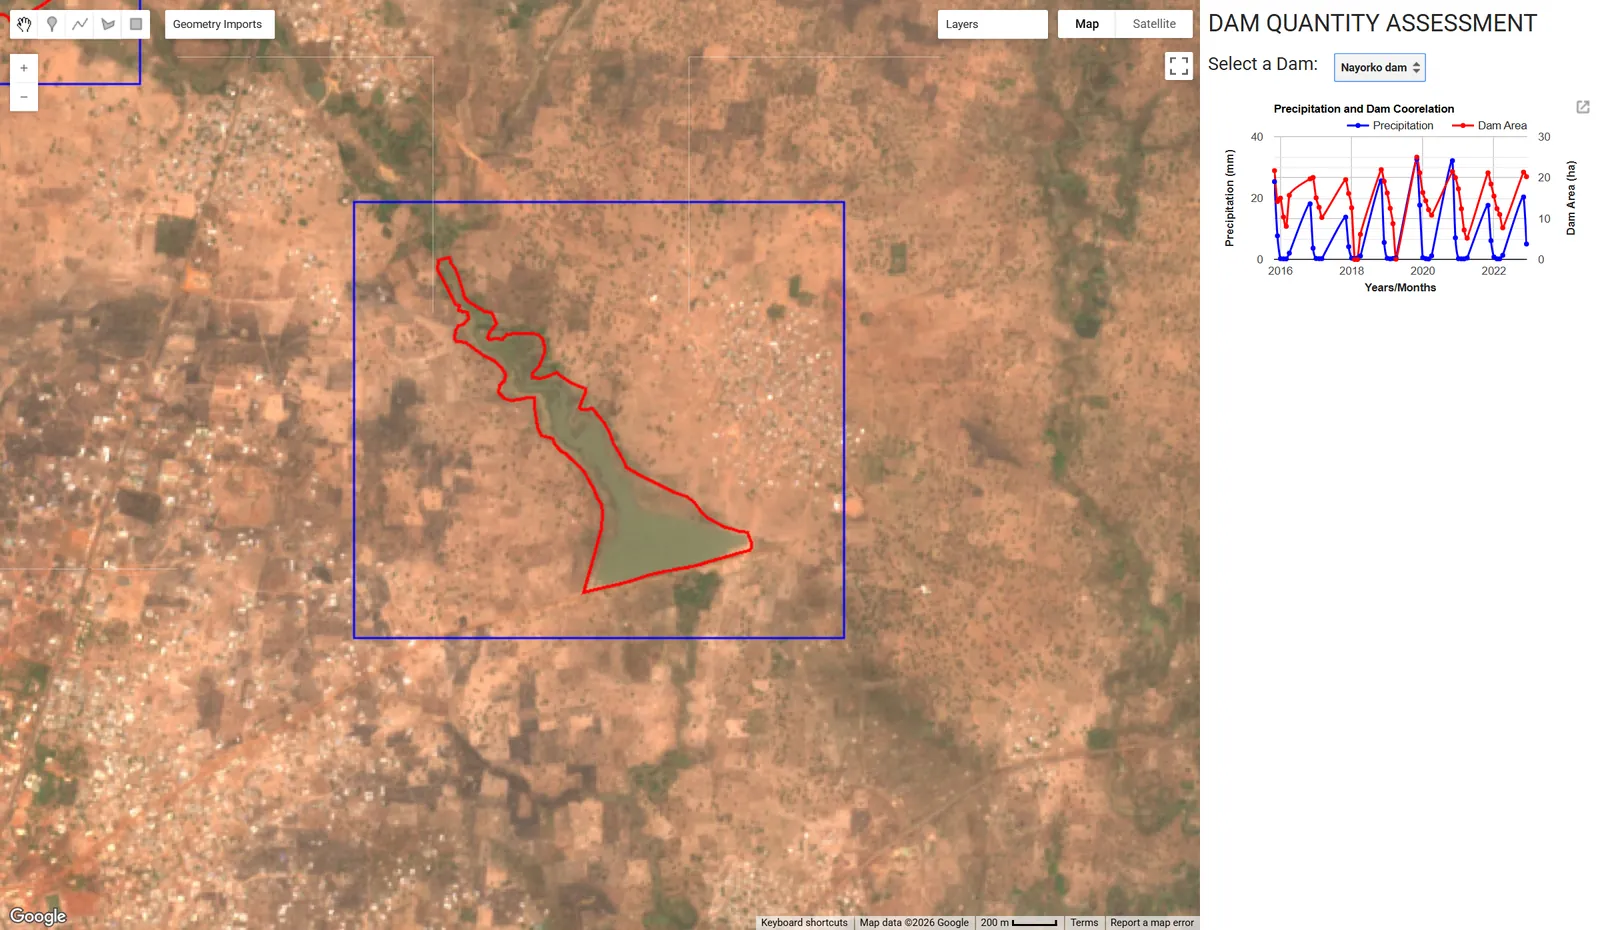 Geometry Imports
Layers
Map
Satellite
+
−
DAM QUANTITY ASSESSMENT
Select a Dam:
Nayorko dam
Precipitation and Dam Coorelation
Precipitation
Dam Area
40
20
0
Precipitation (mm)
30
20
10
0
Dam Area (ha)
2016
2018
2020
2022
Years/Months
Google
Keyboard shortcuts
Map data ©2026 Google
200 m
Terms
Report a map error